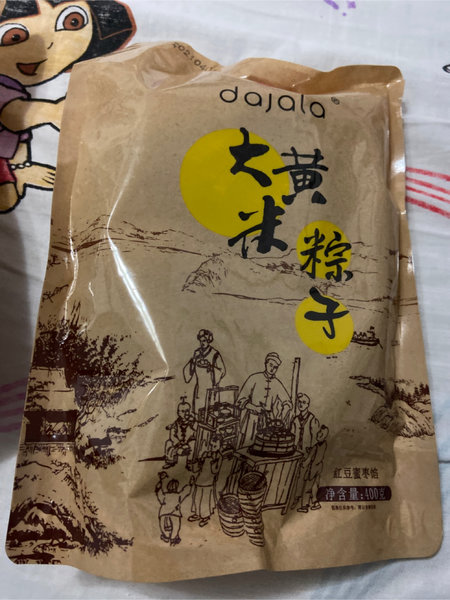 dajala®
大黄米
粽子
红豆蜜枣馅
净含量:400克